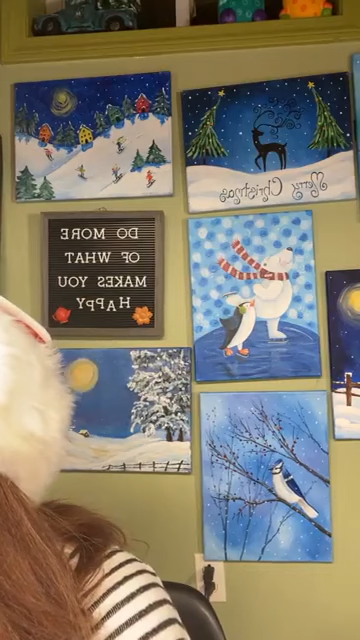 Merry Christmas
DO MORE
OF WHAT
MAKES YOU
HAPPY